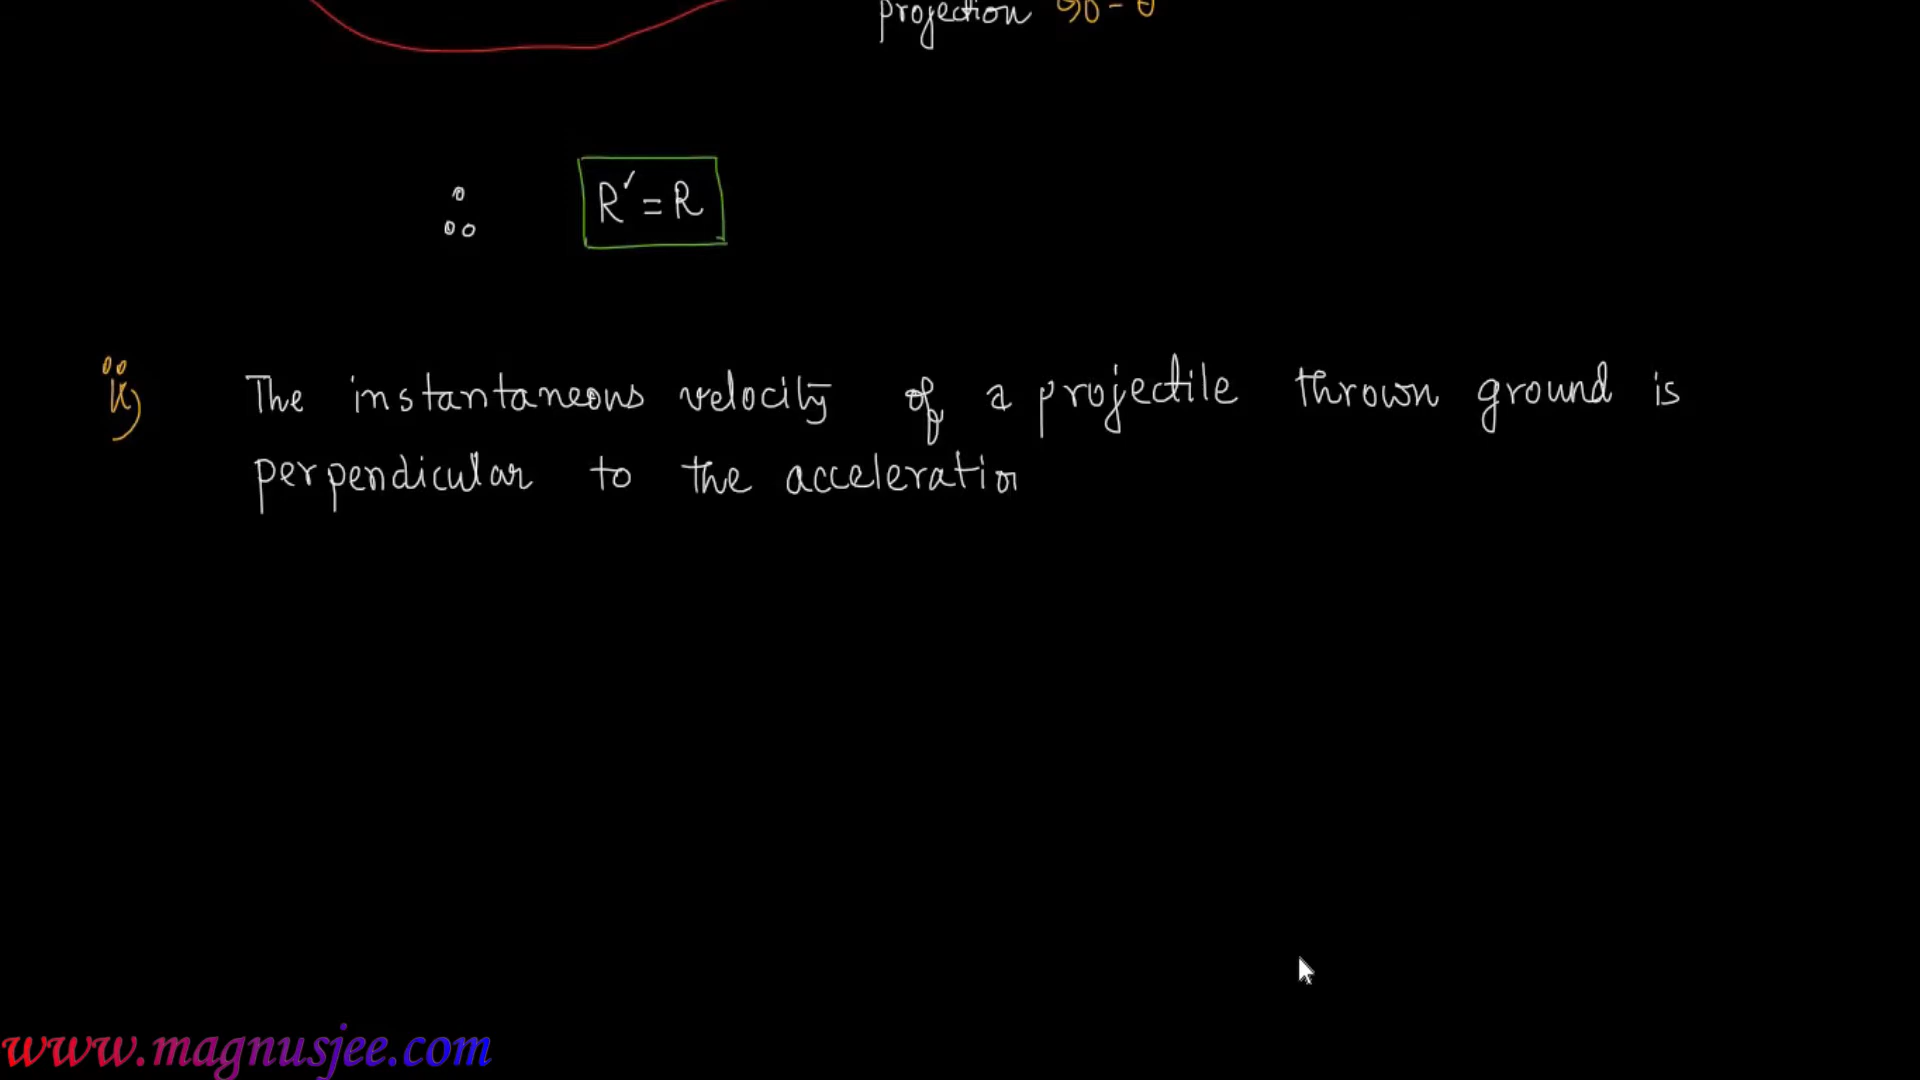 projection 90 - θ
∴ R' = R
ii) The instantaneous velocity of a projectile thrown ground is
perpendicular to the acceleration
www.magnusjee.com